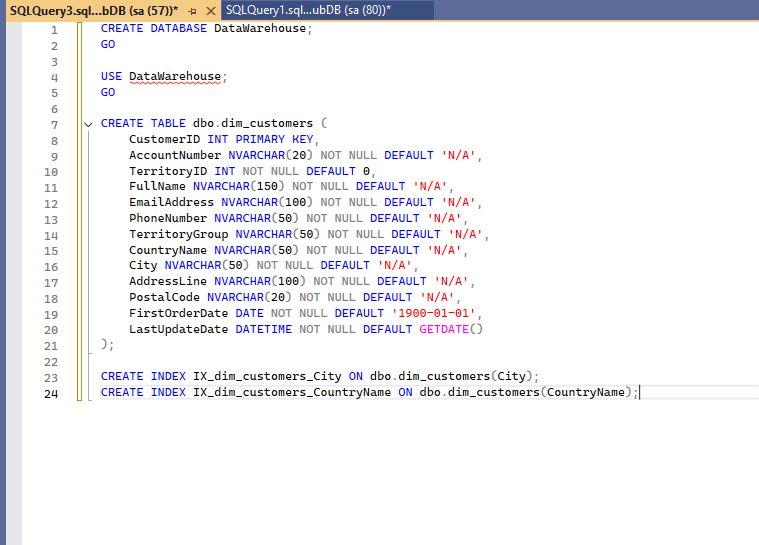 SQLQuery3.sql...bDB (sa (57))* SQLQuery1.sql...ubDB (sa (80))*
1 CREATE DATABASE DataWarehouse;
2 GO
3
4 USE DataWarehouse;
5 GO
6
7 CREATE TABLE dbo.dim_customers (
8 CustomerID INT PRIMARY KEY,
9 AccountNumber NVARCHAR(20) NOT NULL DEFAULT 'N/A',
10 TerritoryID INT NOT NULL DEFAULT 0,
11 FullName NVARCHAR(150) NOT NULL DEFAULT 'N/A',
12 EmailAddress NVARCHAR(100) NOT NULL DEFAULT 'N/A',
13 PhoneNumber NVARCHAR(50) NOT NULL DEFAULT 'N/A',
14 TerritoryGroup NVARCHAR(50) NOT NULL DEFAULT 'N/A',
15 CountryName NVARCHAR(50) NOT NULL DEFAULT 'N/A',
16 City NVARCHAR(50) NOT NULL DEFAULT 'N/A',
17 AddressLine NVARCHAR(100) NOT NULL DEFAULT 'N/A',
18 PostalCode NVARCHAR(20) NOT NULL DEFAULT 'N/A',
19 FirstOrderDate DATE NOT NULL DEFAULT '1900-01-01',
20 LastUpdateDate DATETIME NOT NULL DEFAULT GETDATE()
21 );
22
23 CREATE INDEX IX_dim_customers_City ON dbo.dim_customers(City);
24 CREATE INDEX IX_dim_customers_CountryName ON dbo.dim_customers(CountryName);